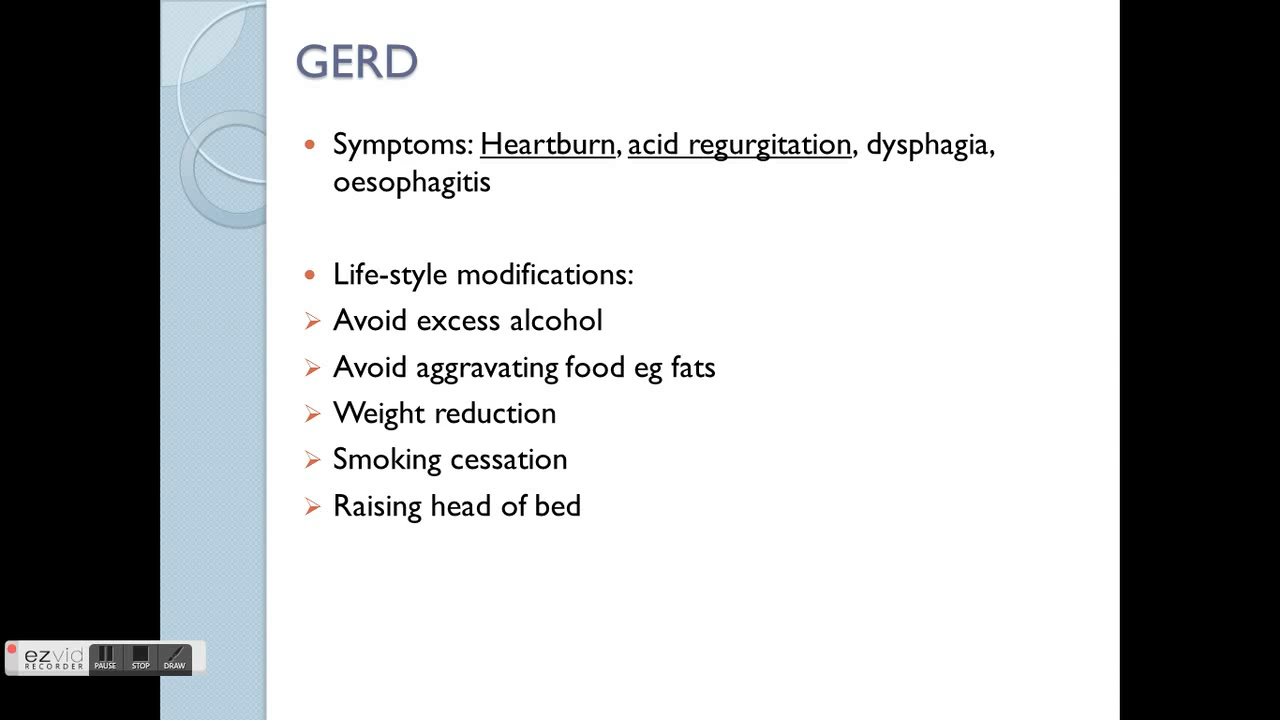 GERD
• Symptoms: Heartburn, acid regurgitation, dysphagia,
oesophagitis
• Life-style modifications:
➢ Avoid excess alcohol
➢ Avoid aggravating food eg fats
➢ Weight reduction
➢ Smoking cessation
➢ Raising head of bed
ezvid
RECORDER
PAUSE STOP DRAW